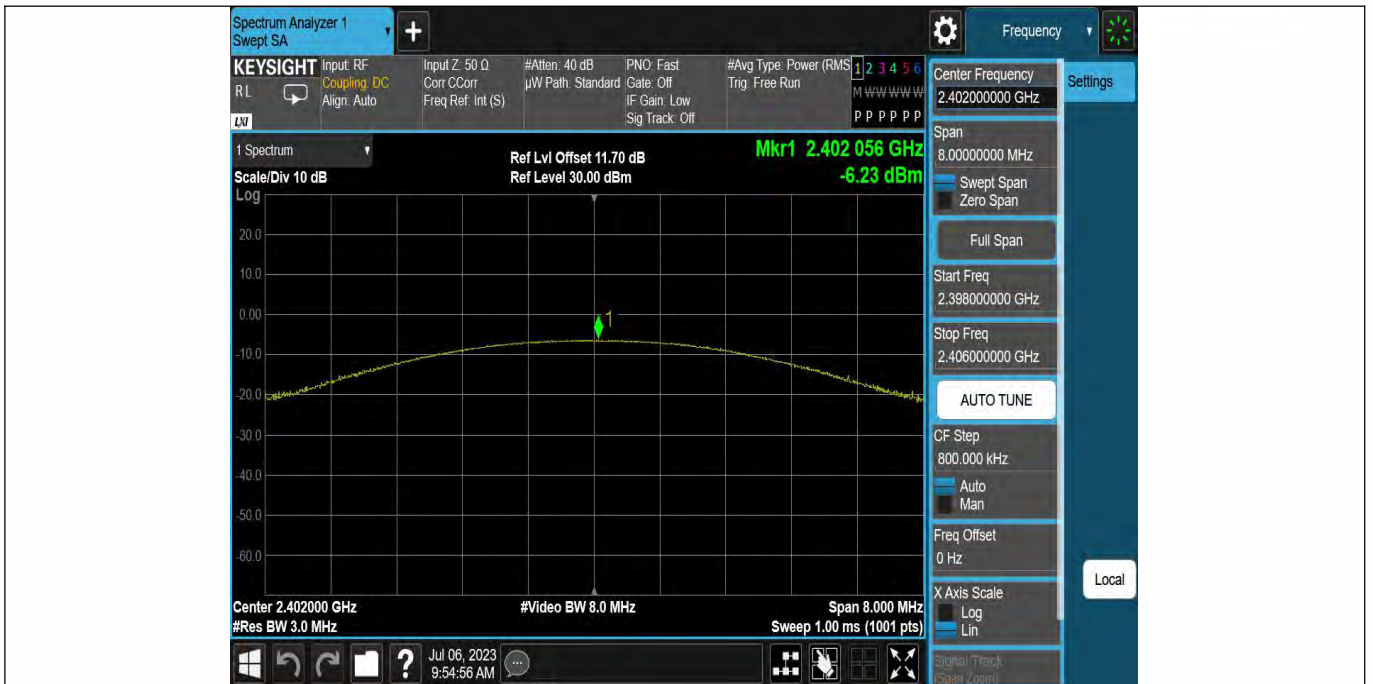 Spectrum Analyzer 1
Swept SA
+
Frequency
KEYSIGHT
RL
LXI
Input: RF
Coupling: DC
Align: Auto
Input Z: 50 Ω
Corr CCorr
Freq Ref: Int (S)
#Atten: 40 dB
µW Path: Standard
PNO: Fast
Gate: Off
IF Gain: Low
Sig Track: Off
#Avg Type: Power (RMS
Trig: Free Run
1 2 3 4 5 6
M W W W W W
P P P P P P
1 Spectrum
Scale/Div 10 dB
Ref Lvl Offset 11.70 dB
Ref Level 30.00 dBm
Mkr1 2.402 056 GHz
-6.23 dBm
Log
20.0
10.0
0.00
-10.0
-20.0
-30.0
-40.0
-50.0
-60.0
1
Center 2.402000 GHz
#Res BW 3.0 MHz
#Video BW 8.0 MHz
Span 8.000 MHz
Sweep 1.00 ms (1001 pts)
?
Jul 06, 2023
9:54:56 AM
Center Frequency
2.402000000 GHz
Span
8.00000000 MHz
Swept Span
Zero Span
Full Span
Start Freq
2.398000000 GHz
Stop Freq
2.406000000 GHz
AUTO TUNE
CF Step
800.000 kHz
Auto
Man
Freq Offset
0 Hz
X Axis Scale
Log
Lin
Signal Track
(Span Zoom)
Settings
Local